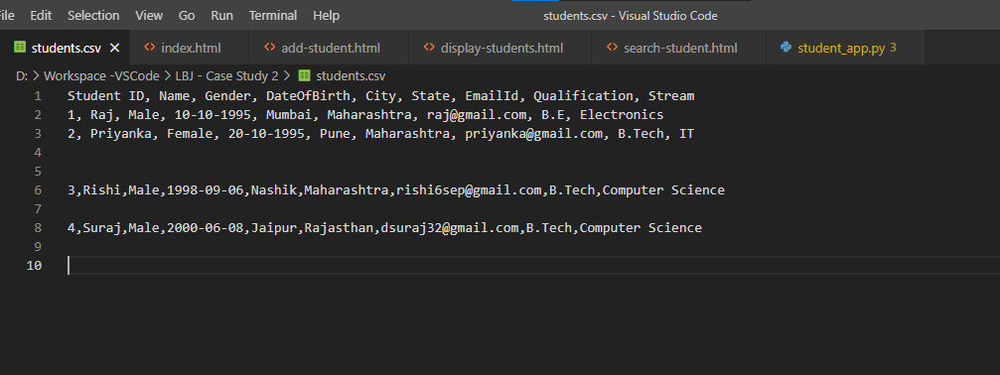 ile Edit Selection View Go Run Terminal Help students.csv - Visual Studio Code
students.csv index.html add-student.html display-students.html search-student.html student_app.py 3
D: > Workspace -VSCode > LBJ - Case Study 2 > students.csv
1 Student ID, Name, Gender, DateOfBirth, City, State, EmailId, Qualification, Stream
2 1, Raj, Male, 10-10-1995, Mumbai, Maharashtra, raj@gmail.com, B.E, Electronics
3 2, Priyanka, Female, 20-10-1995, Pune, Maharashtra, priyanka@gmail.com, B.Tech, IT
4
5
6 3,Rishi,Male,1998-09-06,Nashik,Maharashtra,rishi6sep@gmail.com,B.Tech,Computer Science
7
8 4,Suraj,Male,2000-06-08,Jaipur,Rajasthan,dsuraj32@gmail.com,B.Tech,Computer Science
9
10